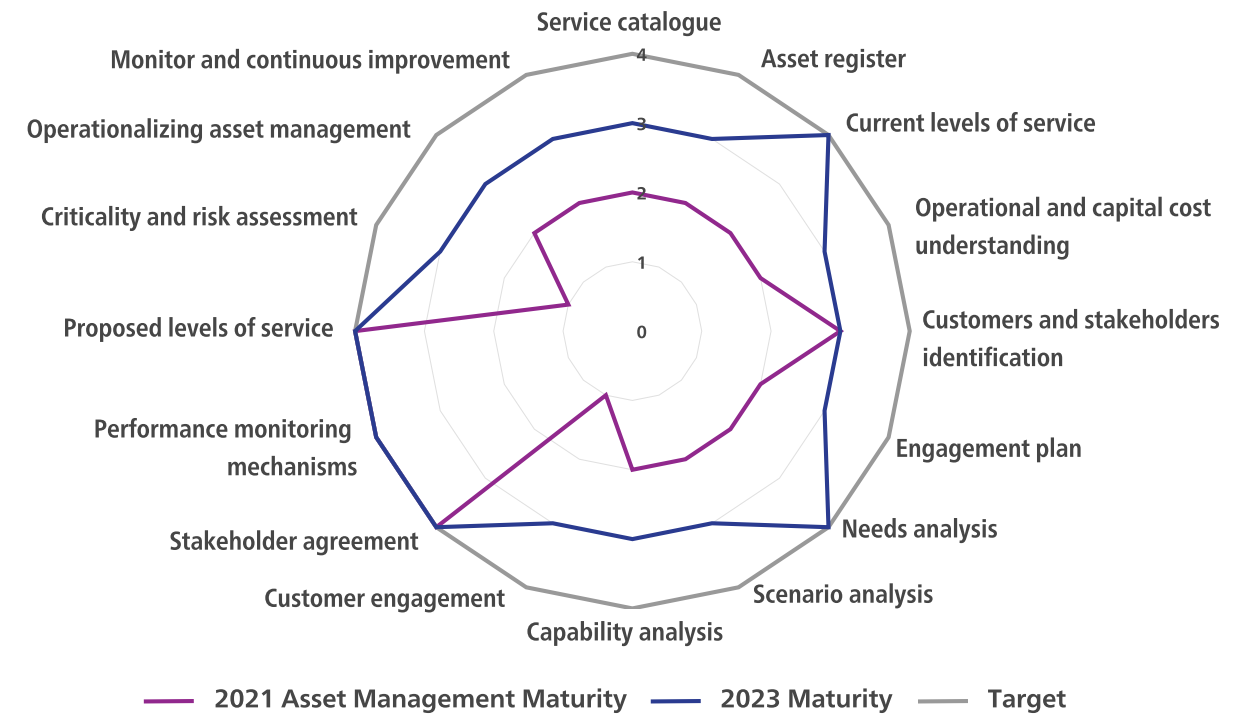 Service catalogue
4
Monitor and continuous improvement
Asset register
3
Operationalizing asset management
Current levels of service
2
Criticality and risk assessment
Operational and capital cost
understanding
1
Proposed levels of service
0
Customers and stakeholders
identification
Performance monitoring
mechanisms
Engagement plan
Stakeholder agreement
Needs analysis
Customer engagement
Scenario analysis
Capability analysis
2021 Asset Management Maturity
2023 Maturity
Target